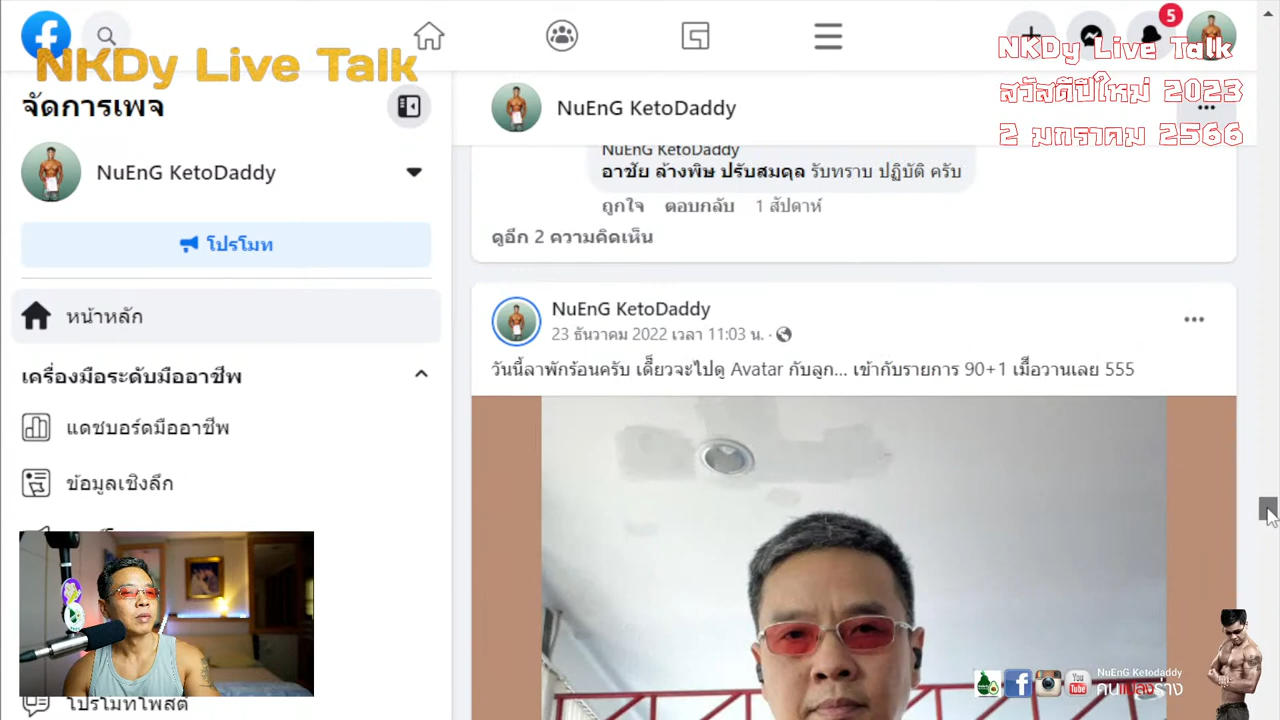 NKDy Live Talk
5
NKDy Live Talk
สวัสดีปีใหม่ 2023
2 มกราคม 2566
จัดการเพจ
NuEnG KetoDaddy
NuEnG KetoDaddy
โปรโมท
หน้าหลัก
เครื่องมือระดับมืออาชีพ
แดชบอร์ดมืออาชีพ
ข้อมูลเชิงลึก
โปรโมทโพสต์
NuEnG KetoDaddy
อาชัย ล้างพิษ ปรับสมดุล รับทราบ ปฏิบัติ ครับ
ถูกใจ ตอบกลับ 1 สัปดาห์
ดูอีก 2 ความคิดเห็น
NuEnG KetoDaddy
23 ธันวาคม 2022 เวลา 11:03 น.
วันนี้ลาพักร้อนครับ เดี๊ยวจะไปดู Avatar กับลูก... เข้ากับรายการ 90+1 เมื่อวานเลย 555
NuEnG Ketodaddy
คนแปลงร่าง